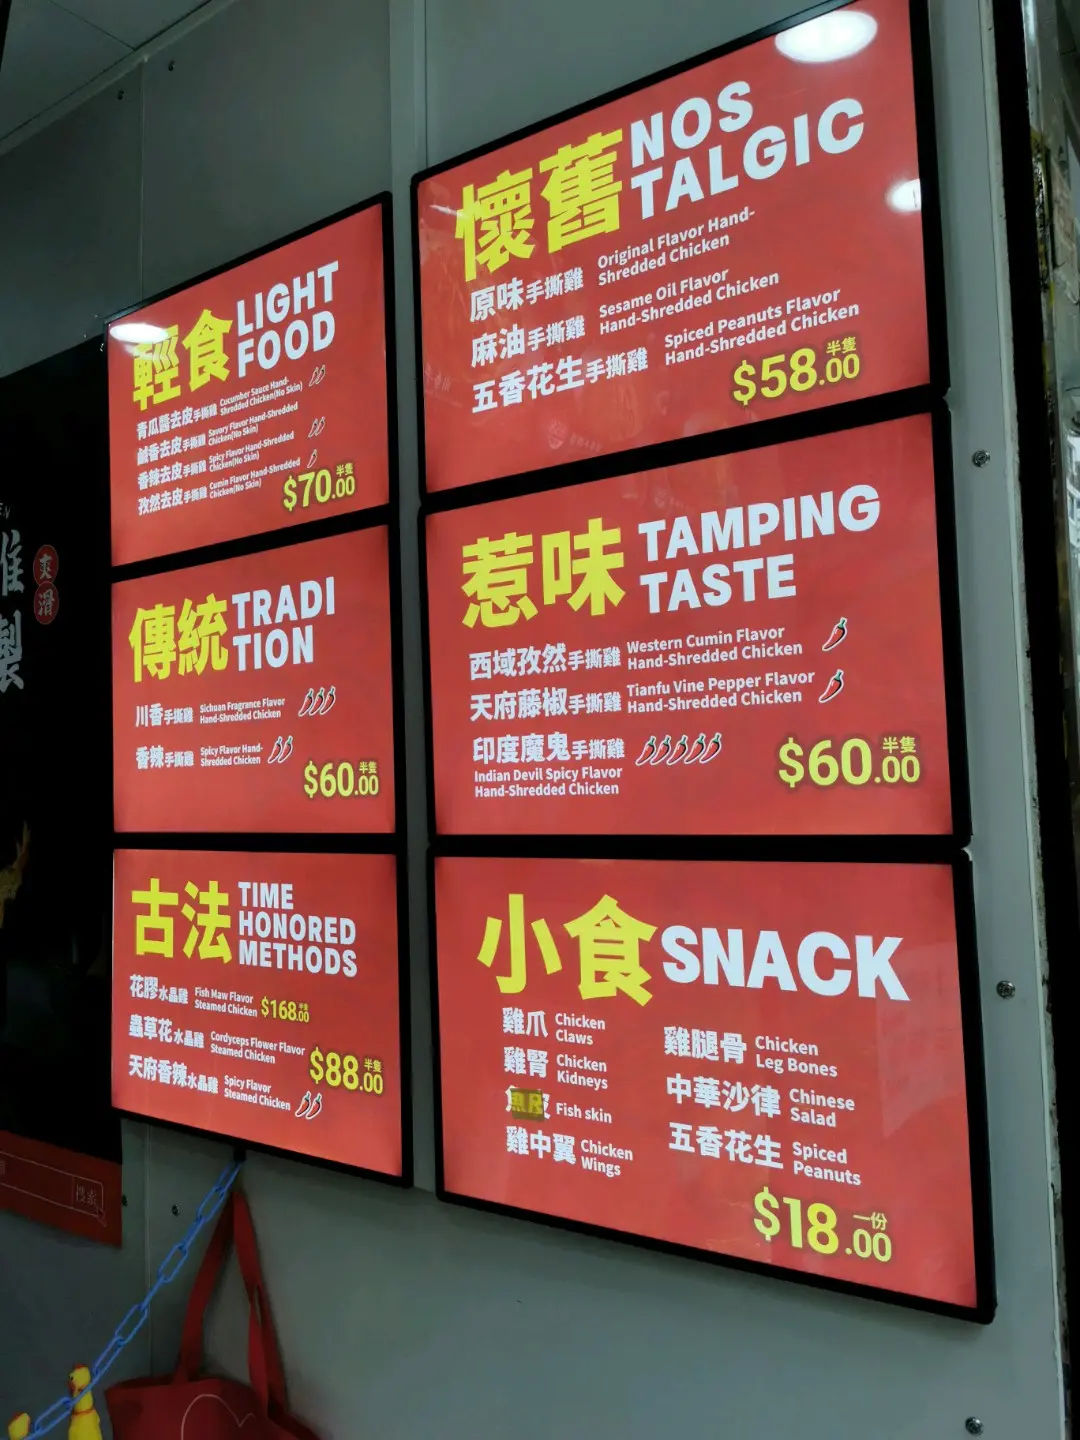 輕食 LIGHT
FOOD
青瓜醬去皮手撕雞 Cucumber Sauce Hand-
Shredded Chicken(No Skin)
鹹香去皮手撕雞 Savory Flavor Hand-Shredded
Chicken(No Skin)
香辣去皮手撕雞 Spicy Flavor Hand-Shredded
Chicken(No Skin)
孜然去皮手撕雞 Cumin Flavor Hand-Shredded
Chicken(No Skin)
$70.00 半隻
傳統 TRADI
TION
川香手撕雞 Sichuan Fragrance Flavor
Hand-Shredded Chicken
香辣手撕雞 Spicy Flavor Hand-
Shredded Chicken
$60.00 半隻
古法 TIME
HONORED
METHODS
花膠水晶雞 Fish Maw Flavor
Steamed Chicken $168.00 半隻
蟲草花水晶雞 Cordyceps Flower Flavor
Steamed Chicken
天府香辣水晶雞 Spicy Flavor
Steamed Chicken
$88.00 半隻
懷舊 NOS
TALGIC
原味手撕雞 Original Flavor Hand-
Shredded Chicken
麻油手撕雞 Sesame Oil Flavor
Hand-Shredded Chicken
五香花生手撕雞 Spiced Peanuts Flavor
Hand-Shredded Chicken
$58.00 半隻
惹味 TAMPING
TASTE
西域孜然手撕雞 Western Cumin Flavor
Hand-Shredded Chicken
天府藤椒手撕雞 Tianfu Vine Pepper Flavor
Hand-Shredded Chicken
印度魔鬼手撕雞
Indian Devil Spicy Flavor
Hand-Shredded Chicken
$60.00 半隻
小食 SNACK
雞爪 Chicken
Claws
雞腎 Chicken
Kidneys
魚皮 Fish skin
雞中翼 Chicken
Wings
雞腿骨 Chicken
Leg Bones
中華沙律 Chinese
Salad
五香花生 Spiced
Peanuts
$18.00 一份
爽滑
製
搜索